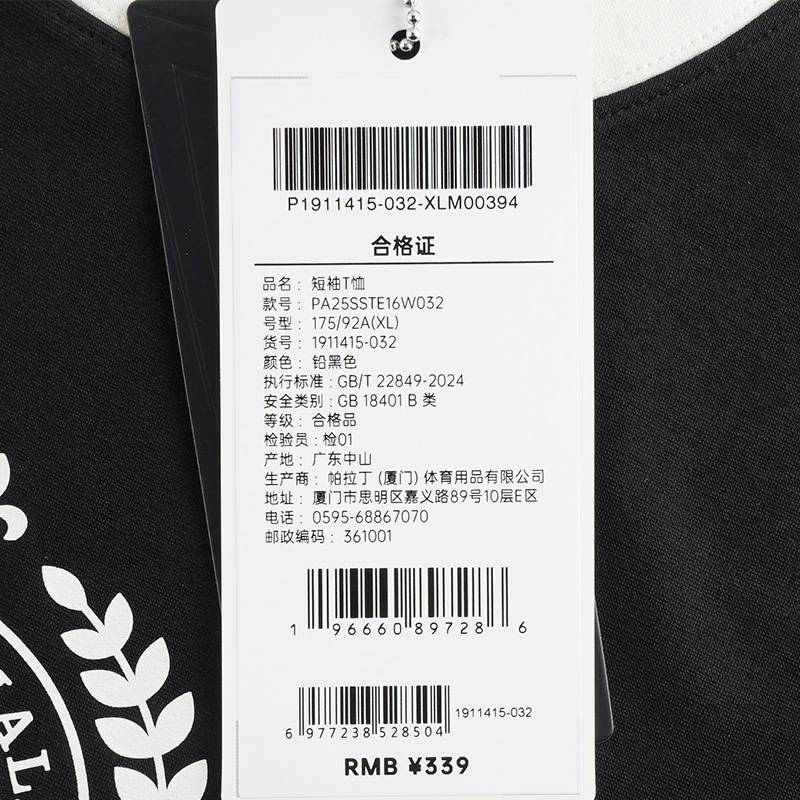 P1911415-032-XLM00394
合格证
品名： 短袖T恤
款号： PA25SSTE16W032
号型： 175/92A(XL)
货号： 1911415-032
颜色： 铅黑色
执行标准：GB/T 22849-2024
安全类别：GB 18401 B 类
等级： 合格品
检验员：检01
产地： 广东中山
生产商： 帕拉丁 (厦门) 体育用品有限公司
地址： 厦门市思明区嘉义路89号10层E区
电话： 0595-68867070
邮政编码： 361001
1 96660 89728 6
1911415-032
6 977238 528504
RMB ¥339